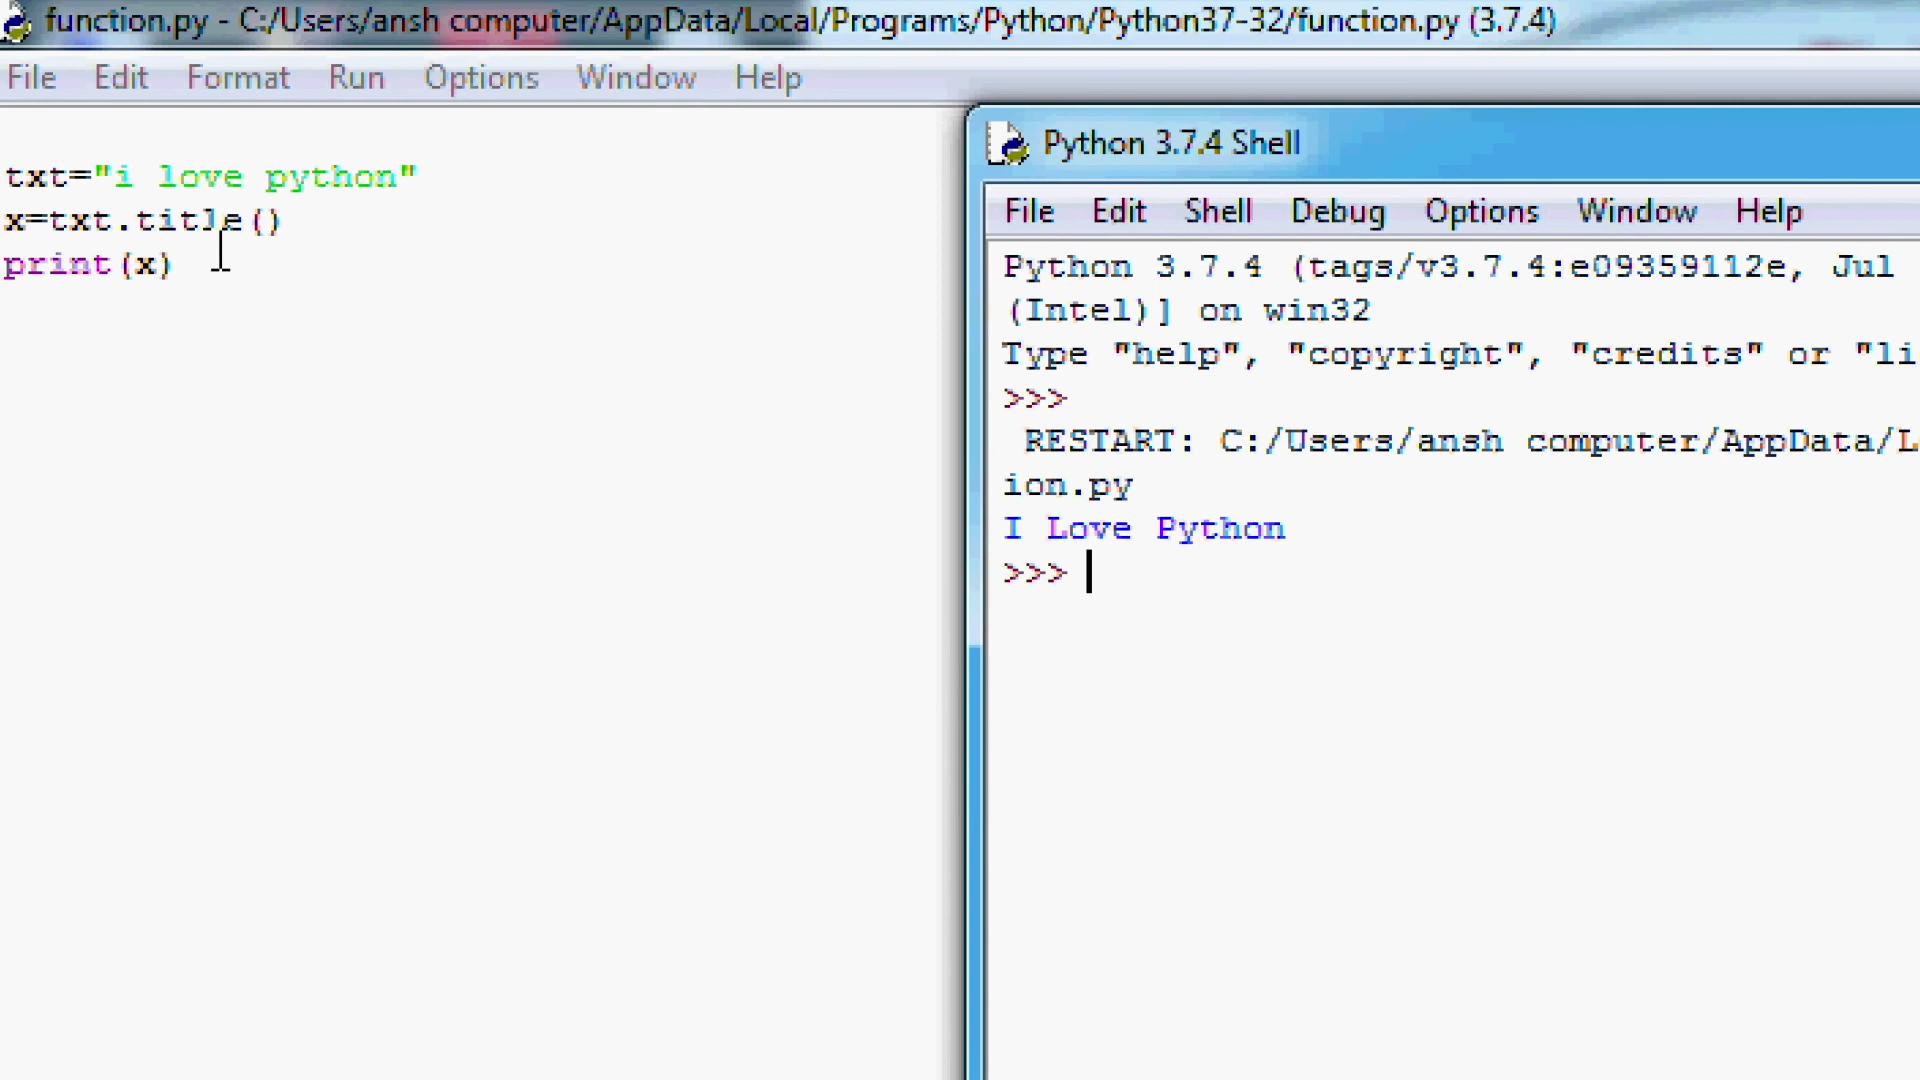 function.py - C:/Users/ansh computer/AppData/Local/Programs/Python/Python37-32/function.py (3.7.4)
File Edit Format Run Options Window Help
txt="i love python"
x=txt.title()
print(x)
Python 3.7.4 Shell
File Edit Shell Debug Options Window Help
Python 3.7.4 (tags/v3.7.4:e09359112e, Jul
(Intel)] on win32
Type "help", "copyright", "credits" or "li
>>>
RESTART: C:/Users/ansh computer/AppData/L
ion.py
I Love Python
>>>